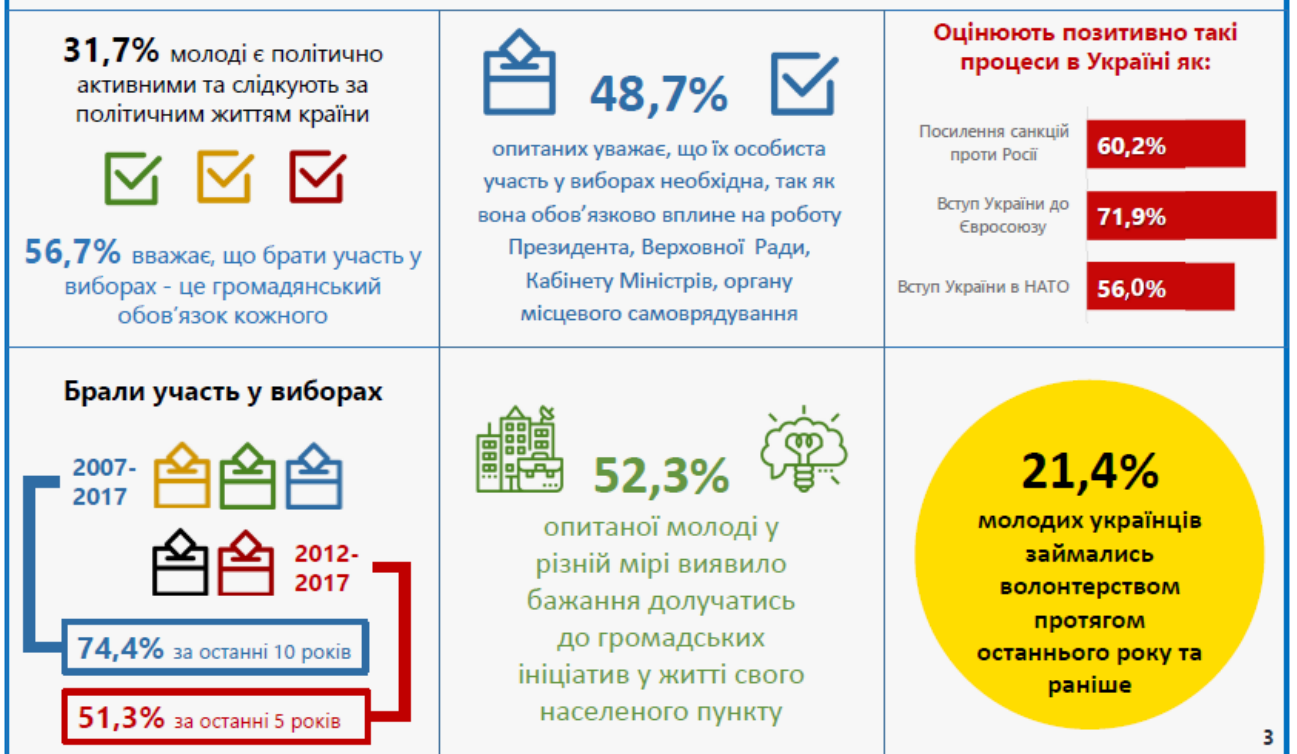 31,7% молоді є політично
активними та слідкують за
політичним життям країни
56,7% вважає, що брати участь у
виборах - це громадянський
обов’язок кожного
48,7%
опитаних уважає, що їх особиста
участь у виборах необхідна, так як
вона обов’язково вплине на роботу
Президента, Верховної Ради,
Кабінету Міністрів, органу
місцевого самоврядування
Оцінюють позитивно такі
процеси в Україні як:
Посилення санкцій
проти Росії
60,2%
Вступ України до
Євросоюзу
71,9%
Вступ України в НАТО
56,0%
Брали участь у виборах
2007-
2017
2012-
2017
74,4% за останні 10 років
51,3% за останні 5 років
52,3%
опитаної молоді у
різній мірі виявило
бажання долучатись
до громадських
ініціатив у житті свого
населеного пункту
21,4%
молодих українців
займались
волонтерством
протягом
останнього року та
раніше
3